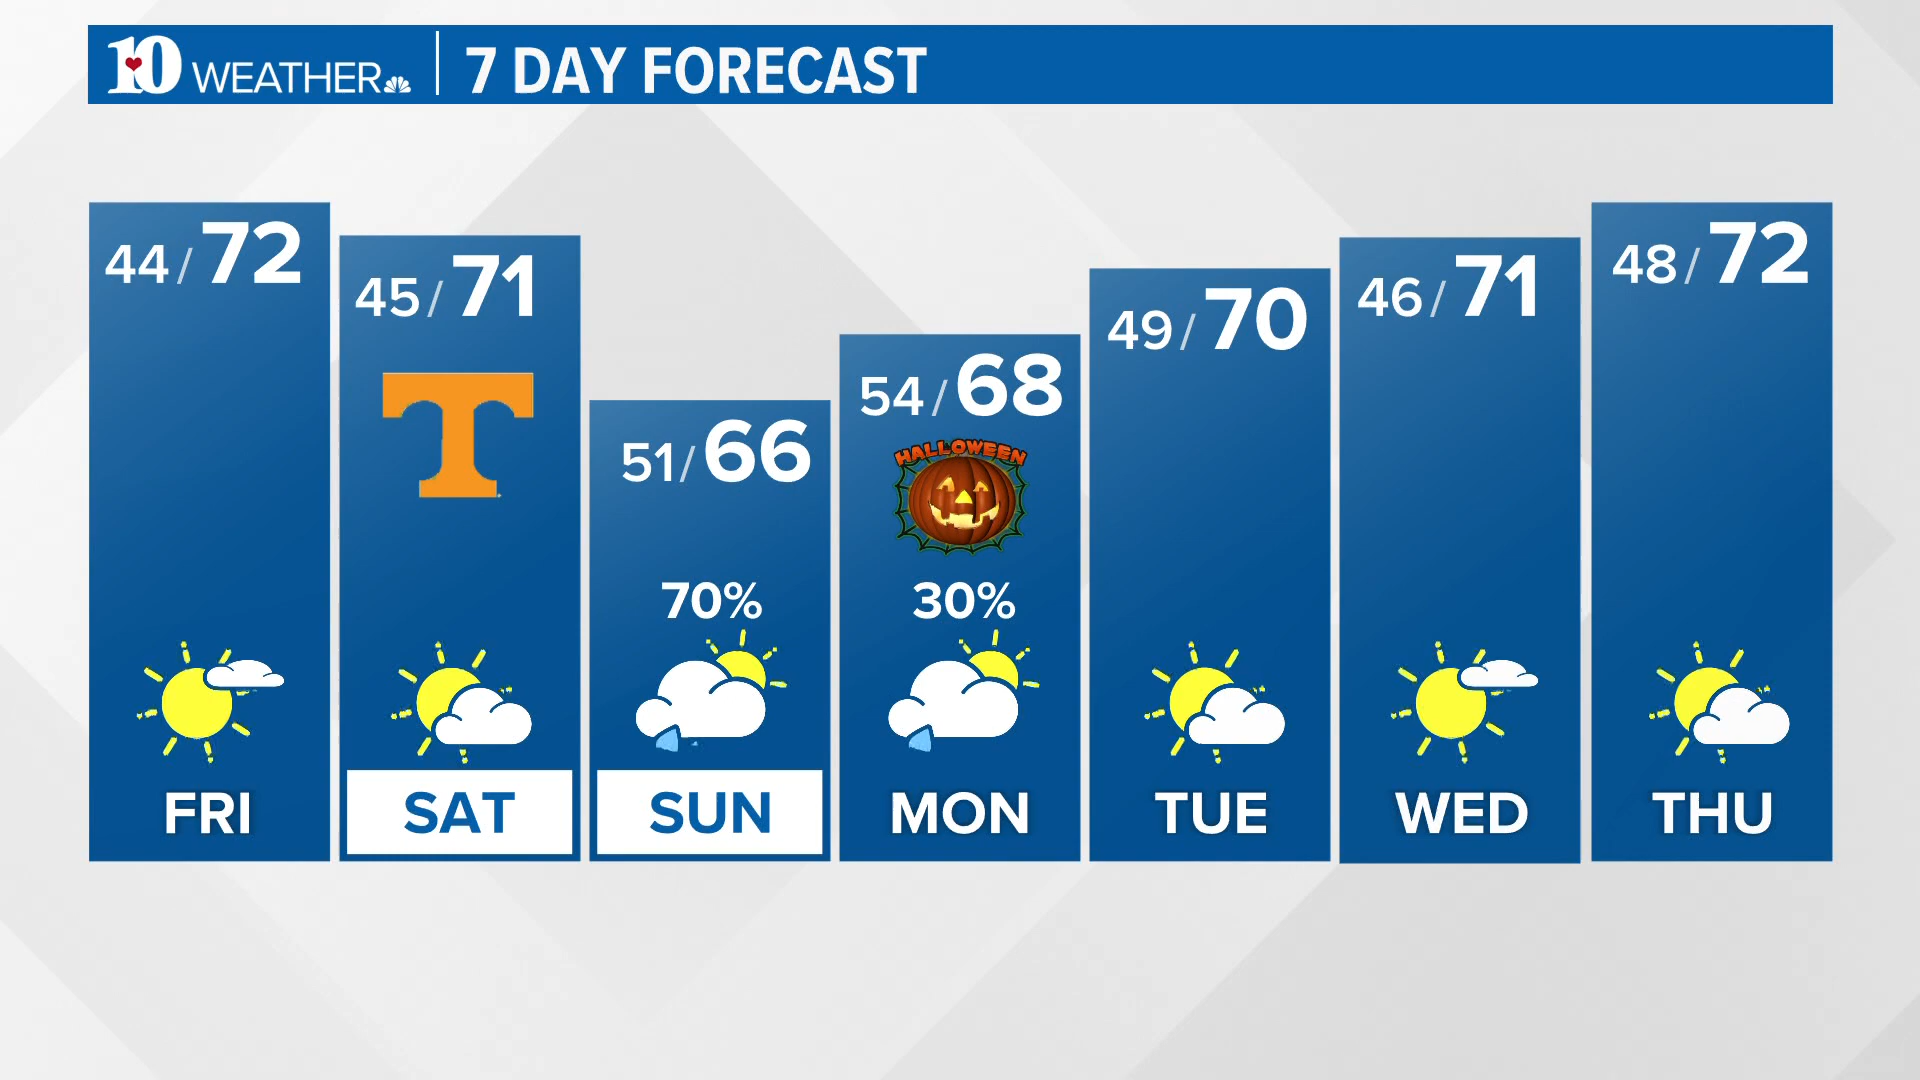 10 WEATHER 7 DAY FORECAST
44/72
45/71
51/66
54/68
49/70
46/71
48/72
T
HALLOWEEN
70%
30%
FRI
SAT
SUN
MON
TUE
WED
THU